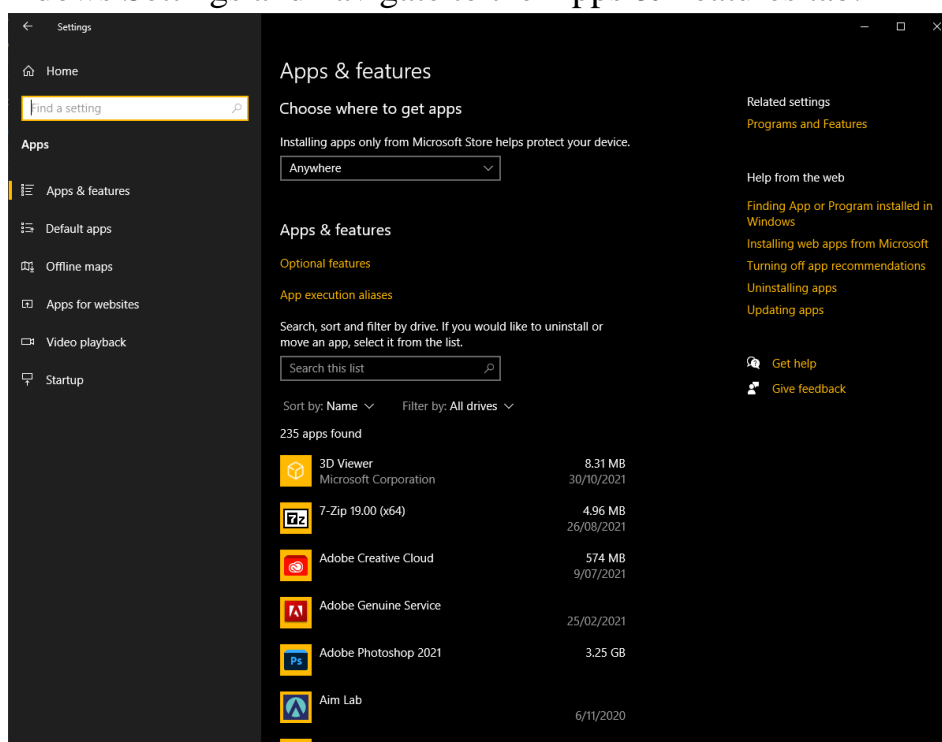 Settings and navigate to the Apps & Features tab.
Settings
Home
Find a setting
Apps
Apps & features
Default apps
Offline maps
Apps for websites
Video playback
Startup
Apps & features
Choose where to get apps
Installing apps only from Microsoft Store helps protect your device.
Anywhere
Apps & features
Optional features
App execution aliases
Search, sort and filter by drive. If you would like to uninstall or
move an app, select it from the list.
Search this list
Sort by: Name Filter by: All drives
235 apps found
3D Viewer 8.31 MB
Microsoft Corporation 30/10/2021
7-Zip 19.00 (x64) 4.96 MB
26/08/2021
Adobe Creative Cloud 574 MB
9/07/2021
Adobe Genuine Service
25/02/2021
Adobe Photoshop 2021 3.25 GB
Aim Lab
6/11/2020
Related settings
Programs and Features
Help from the web
Finding App or Program installed in
Windows
Installing web apps from Microsoft
Turning off app recommendations
Uninstalling apps
Updating apps
Get help
Give feedback